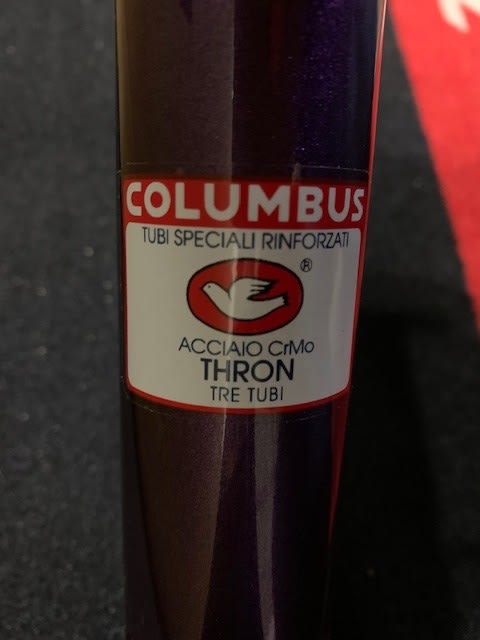 COLUMBUS
TUBI SPECIALI RINFORZATI
®
ACCIAIO CrMo
THRON
TRE TUBI